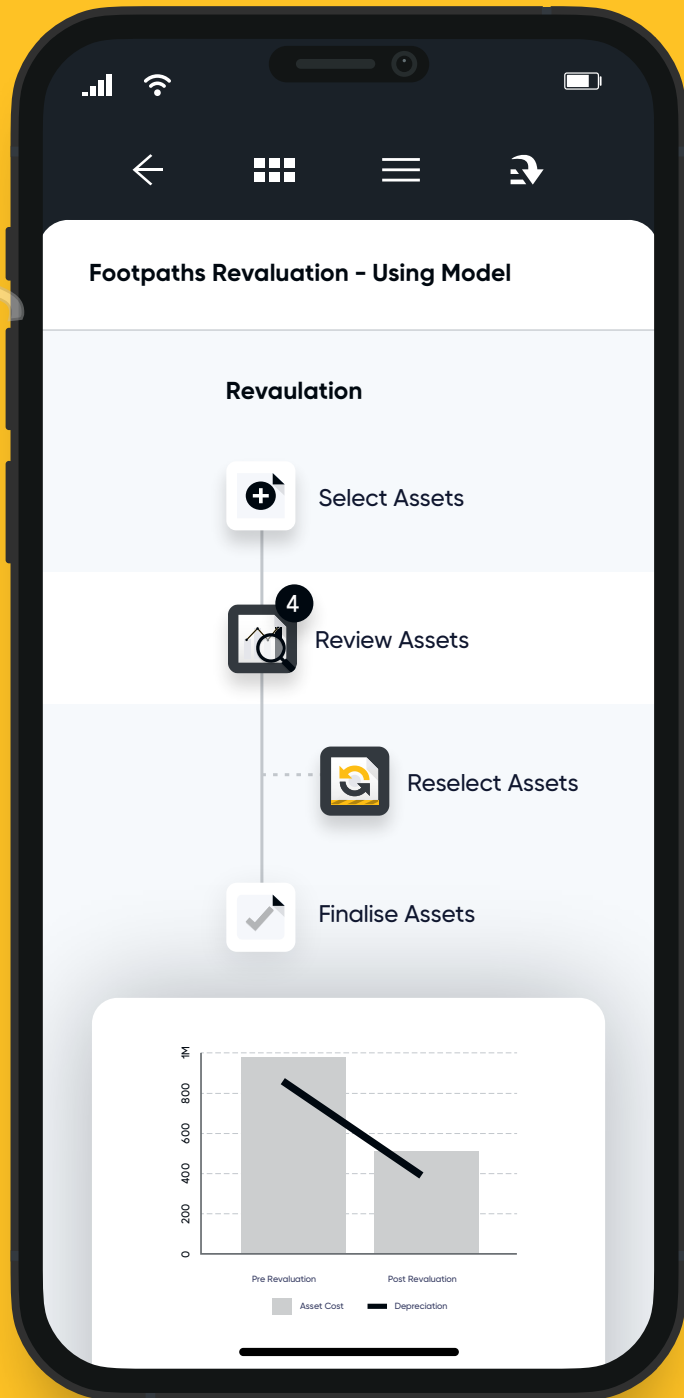 Footpaths Revaluation - Using Model
Revaulation
Select Assets
4
Review Assets
Reselect Assets
Finalise Assets
1M
800
600
400
200
0
Pre Revaluation Post Revaluation
Asset Cost Depreciation